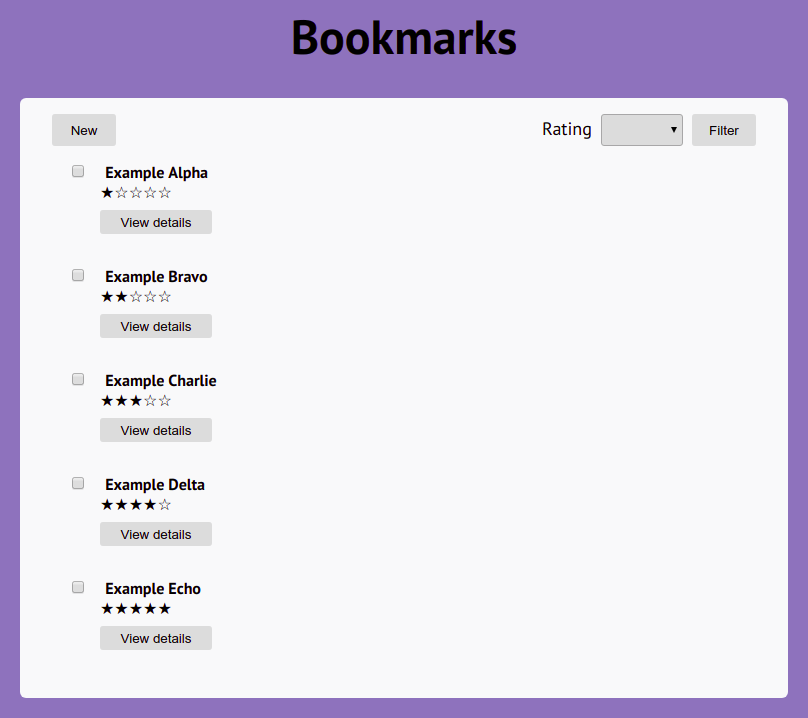 Bookmarks
New Rating Filter
Example Alpha
★☆☆☆☆
View details
Example Bravo
★★☆☆☆
View details
Example Charlie
★★★☆☆
View details
Example Delta
★★★★☆
View details
Example Echo
★★★★★
View details